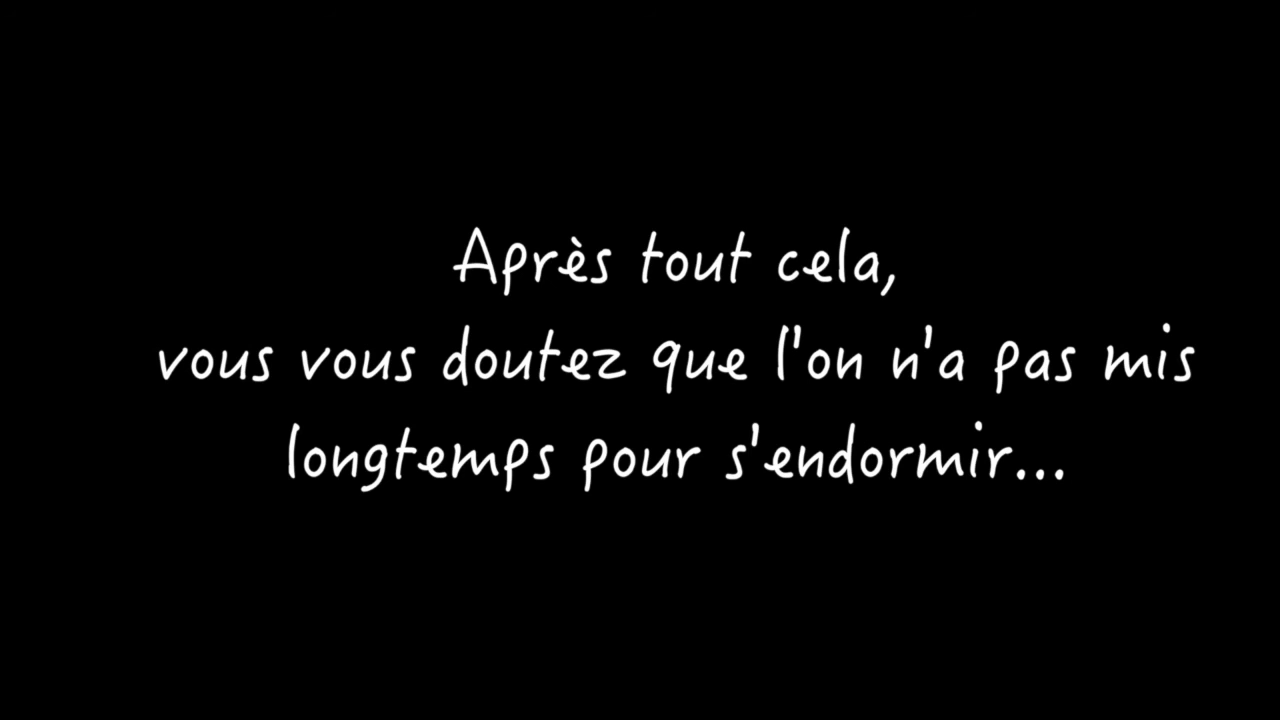 Après tout cela,
vous vous doutez que l'on n'a pas mis
longtemps pour s'endormir...